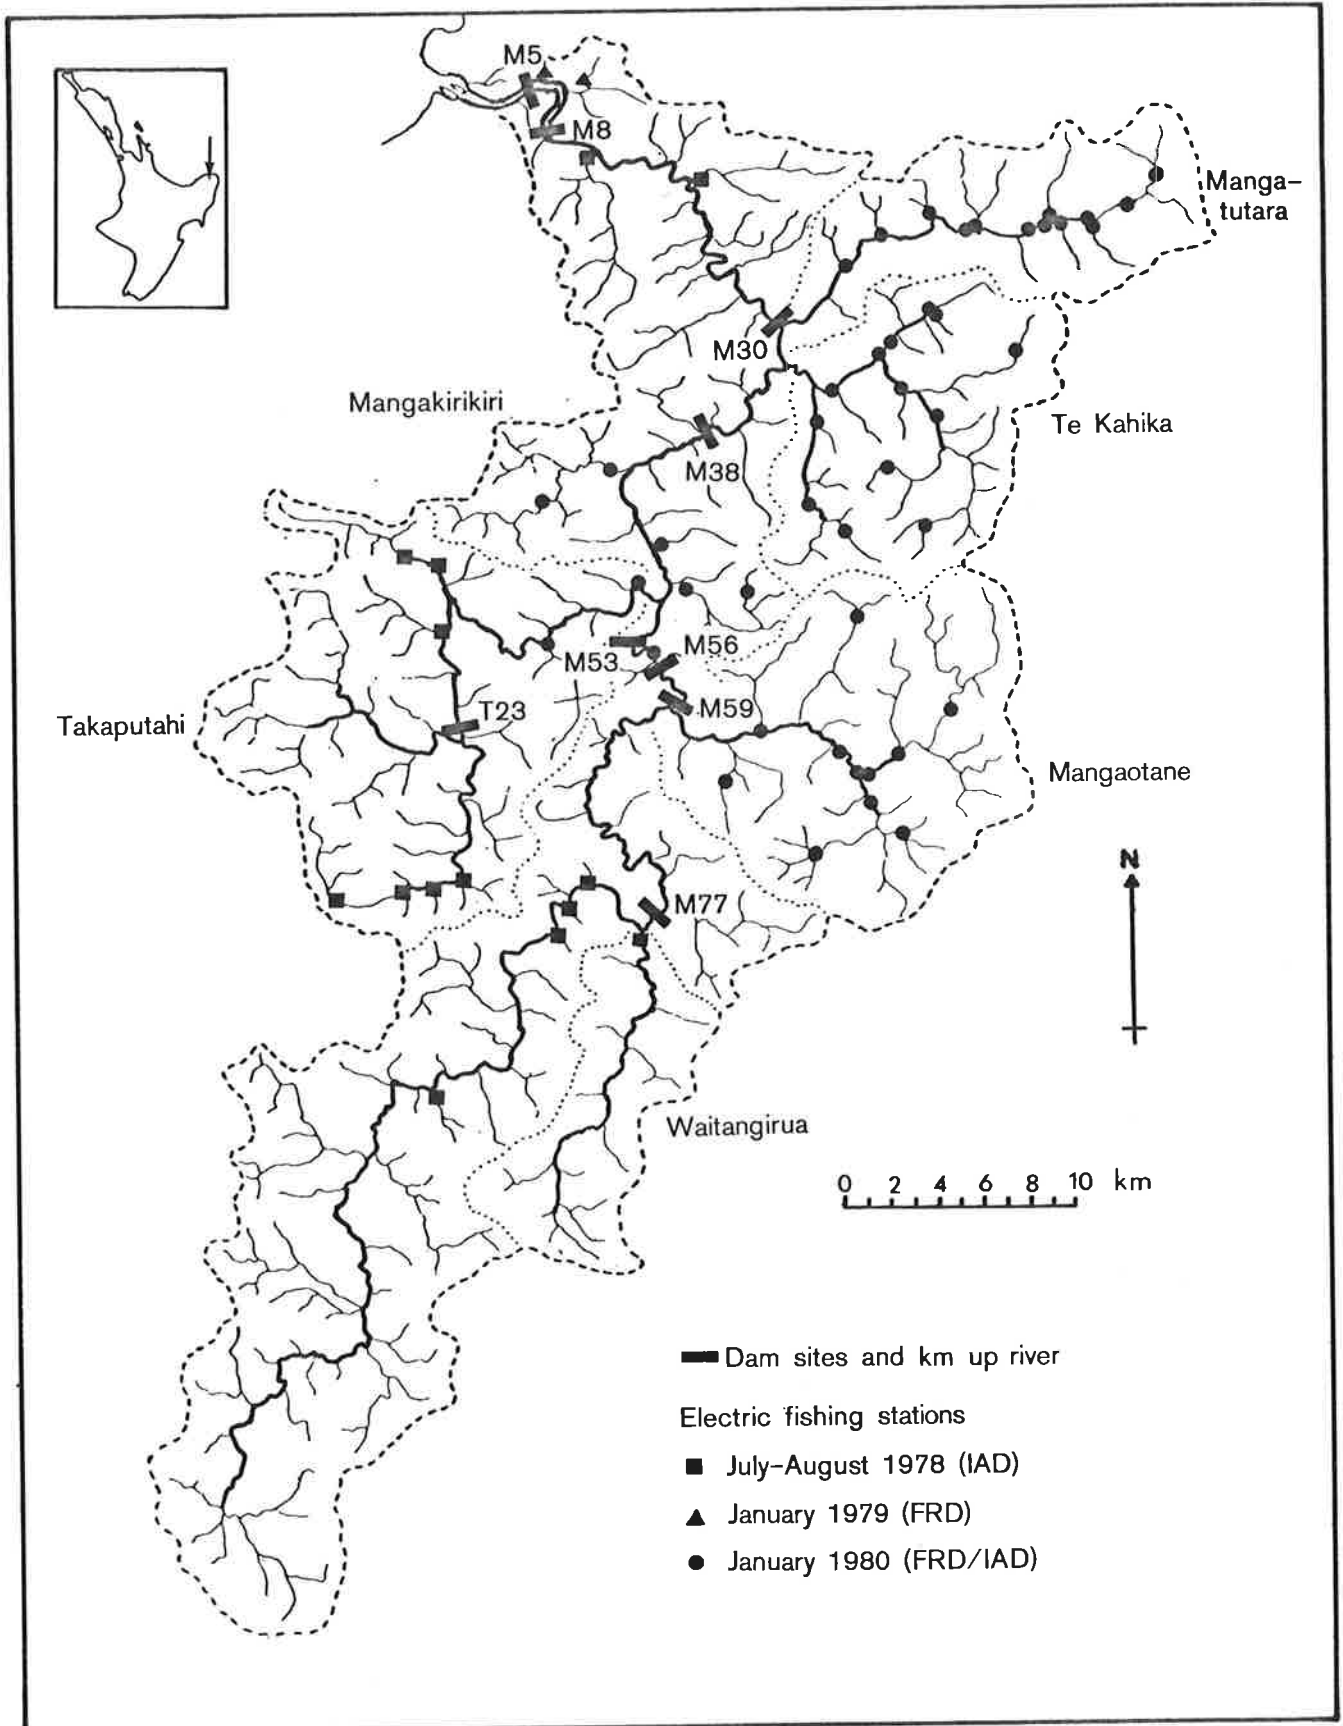 M5
M8
Manga-
tutara
M30
Mangakirikiri
Te Kahika
M38
M53
M56
T23
M59
Takaputahi
Mangaotane
N
M77
Waitangirua
0 2 4 6 8 10 km
Dam sites and km up river
Electric fishing stations
July-August 1978 (IAD)
January 1979 (FRD)
January 1980 (FRD/IAD)